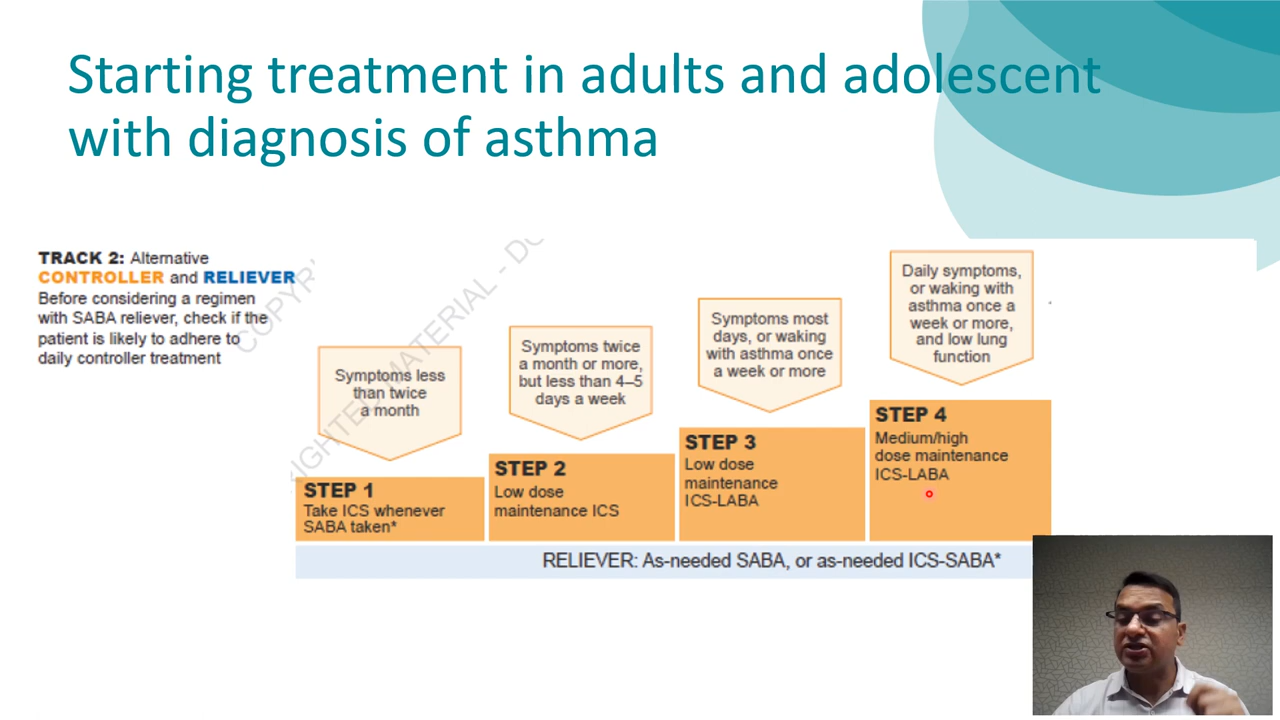 Starting treatment in adults and adolescent
with diagnosis of asthma
TRACK 2: Alternative
CONTROLLER and RELIEVER
Before considering a regimen
with SABA reliever, check if the
patient is likely to adhere to
daily controller treatment
Symptoms less
than twice
a month
Symptoms twice
a month or more,
but less than 4–5
days a week
Symptoms most
days, or waking
with asthma once
a week or more
Daily symptoms,
or waking with
asthma once a
week or more,
and low lung
function
STEP 1
Take ICS whenever
SABA taken*
STEP 2
Low dose
maintenance ICS
STEP 3
Low dose
maintenance
ICS-LABA
STEP 4
Medium/high
dose maintenance
ICS-LABA
RELIEVER: As-needed SABA, or as-needed ICS-SABA*